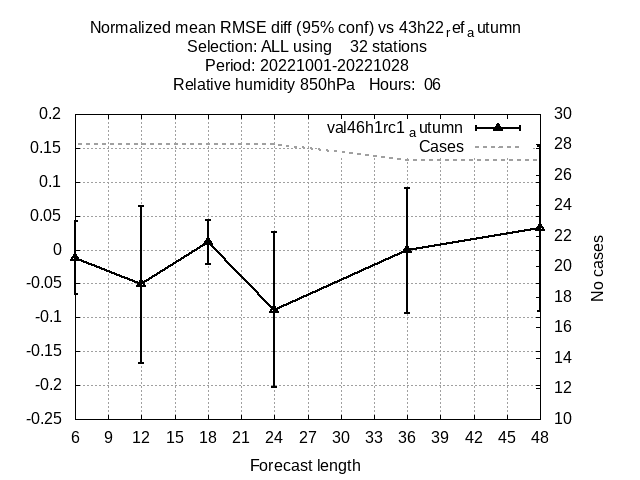 Normalized mean RMSE diff (95% conf) vs 43h22refautumn
Selection: ALL using 32 stations
Period: 20221001-20221028
Relative humidity 850hPa Hours: 06
val46h1rc1autumn
Cases
0.2
0.15
0.1
0.05
0
-0.05
-0.1
-0.15
-0.2
-0.25
30
28
26
24
22
20
18
16
14
12
10
No cases
6 9 12 15 18 21 24 27 30 33 36 39 42 45 48
Forecast length